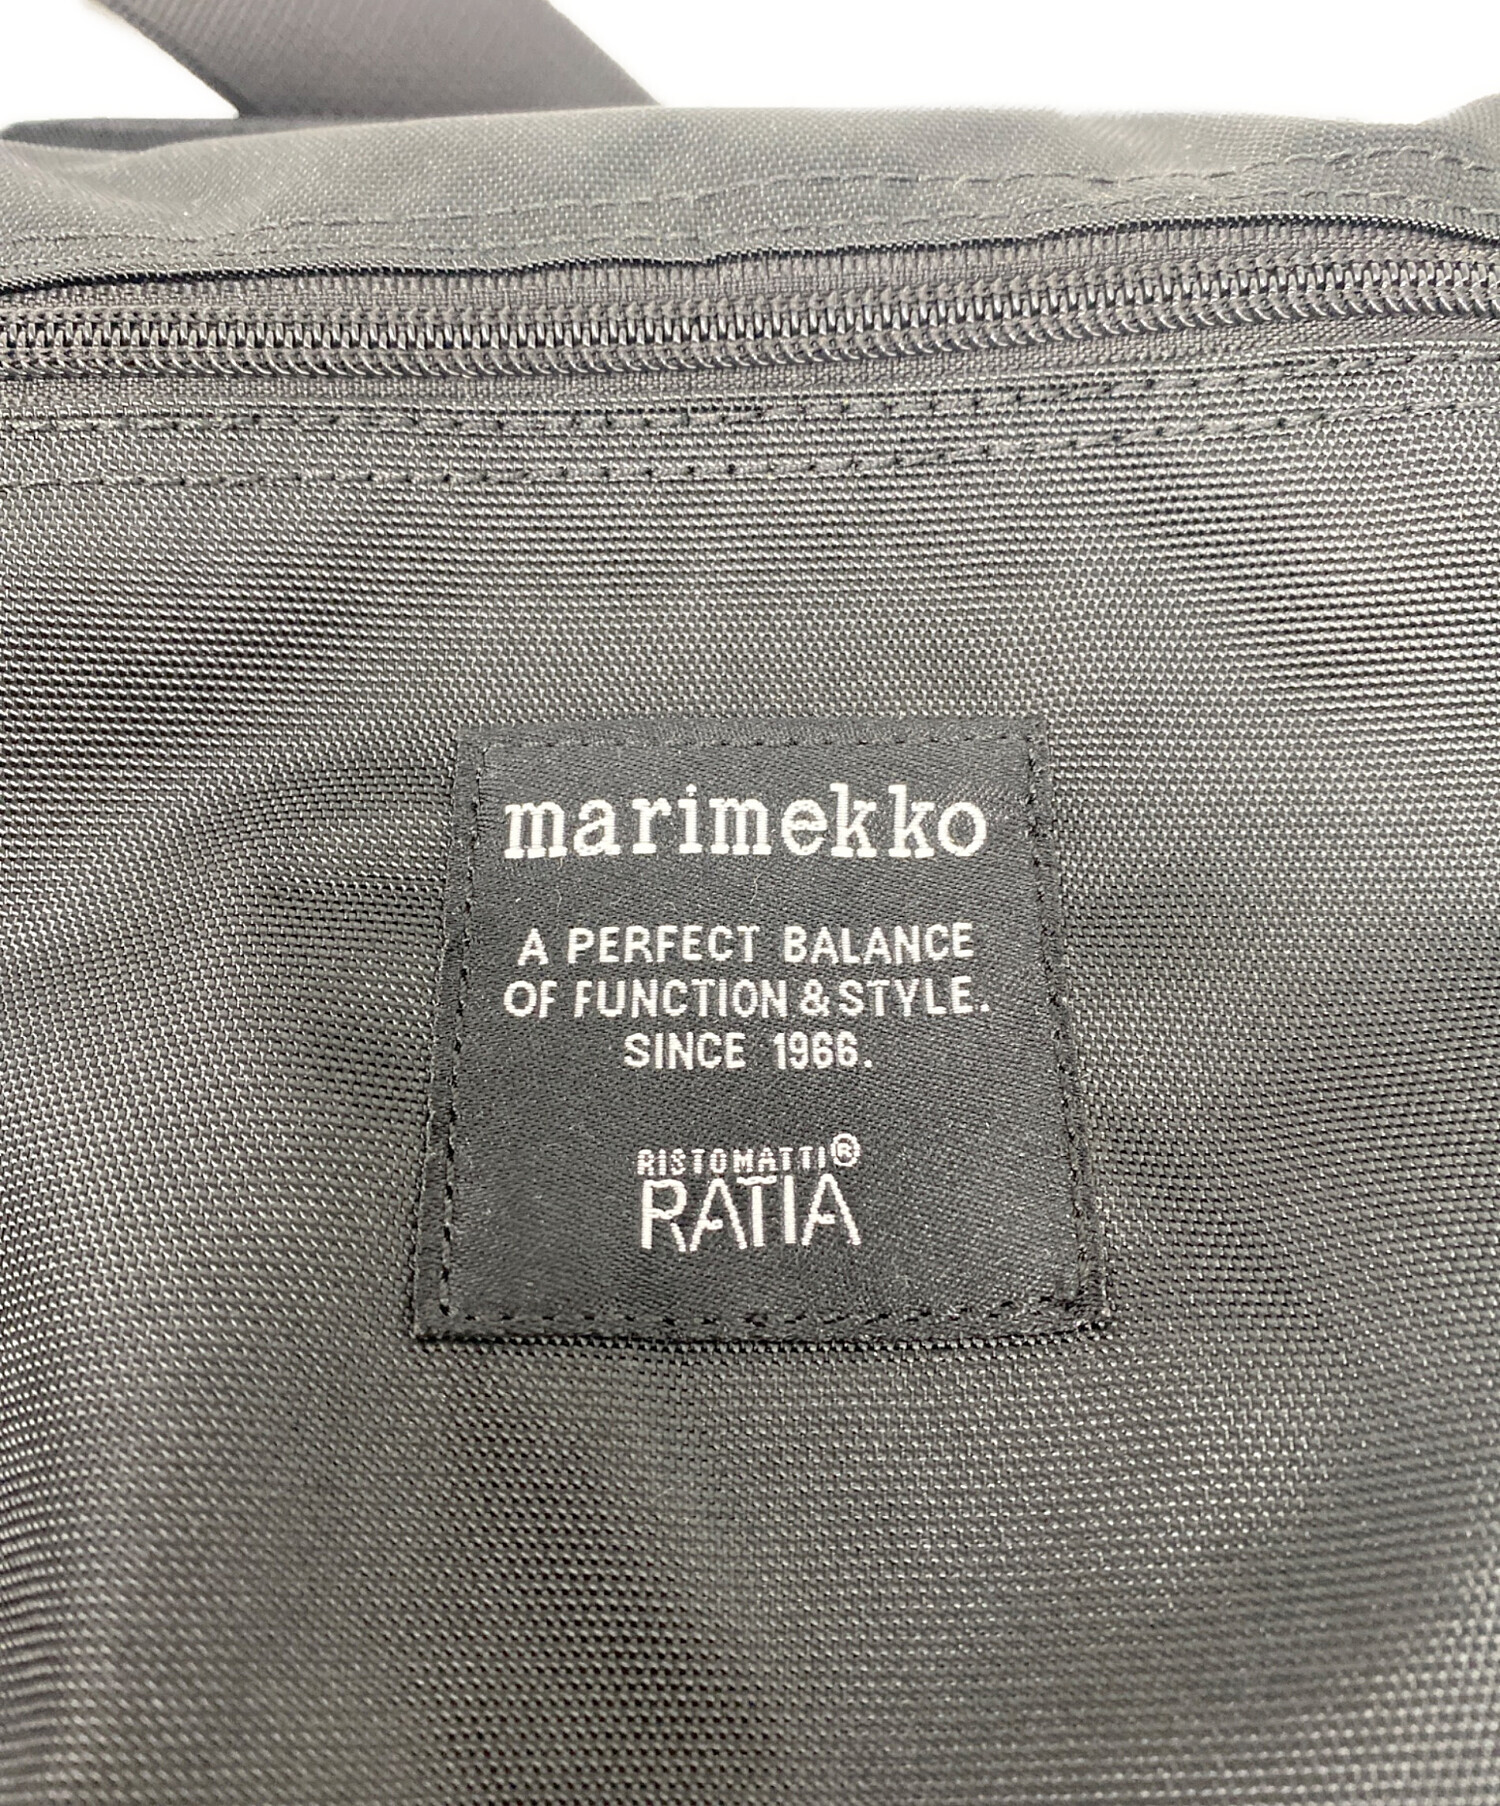 marimekko
A PERFECT BALANCE
OF FUNCTION & STYLE.
SINCE 1966.
RISTOMATTI®
RATIA